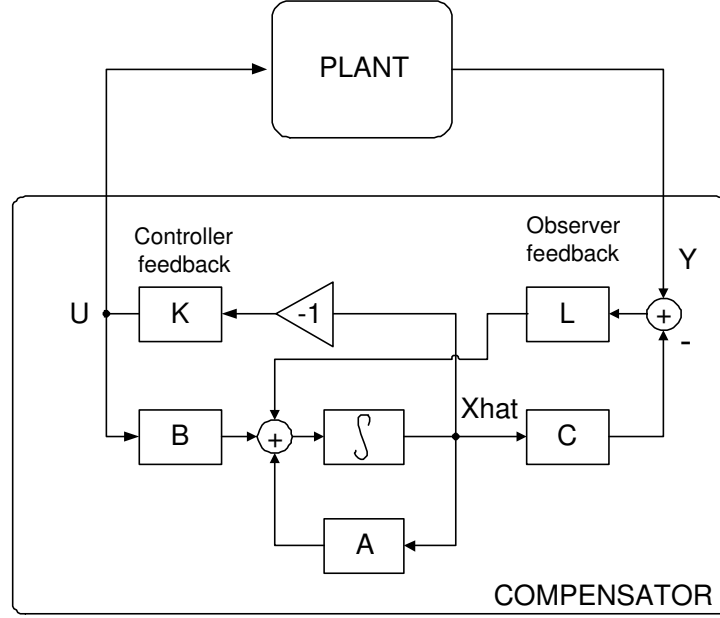 PLANT
Controller
feedback
Observer
feedback
Y
U
K
-1
L
+
-
B
+
∫
Xhat
C
A
COMPENSATOR